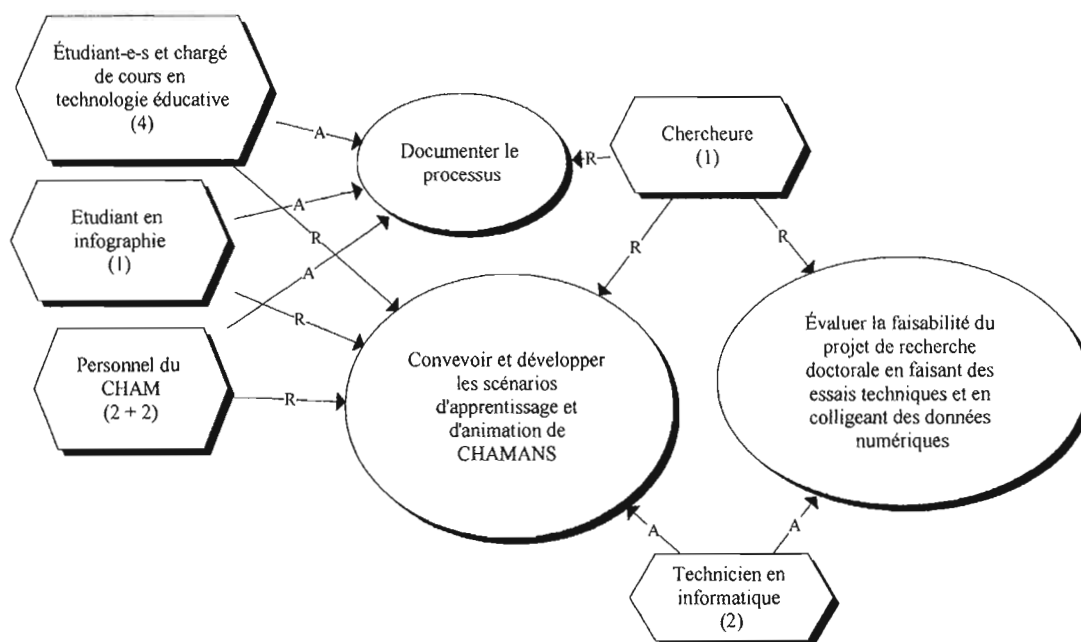 Étudiant-e-s et chargé
de cours en
technologie éducative
(4)
A
Documenter le
processus
R
Chercheure
(1)
Etudiant en
infographie
(1)
A
R
A
R
R
R
Personnel du
CHAM
(2 + 2)
R
Convevoir et développer
les scénarios
d'apprentissage et
d'animation de
CHAMANS
Évaluer la faisabilité du
projet de recherche
doctorale en faisant des
essais techniques et en
colligeant des données
numériques
A
A
Technicien en
informatique
(2)